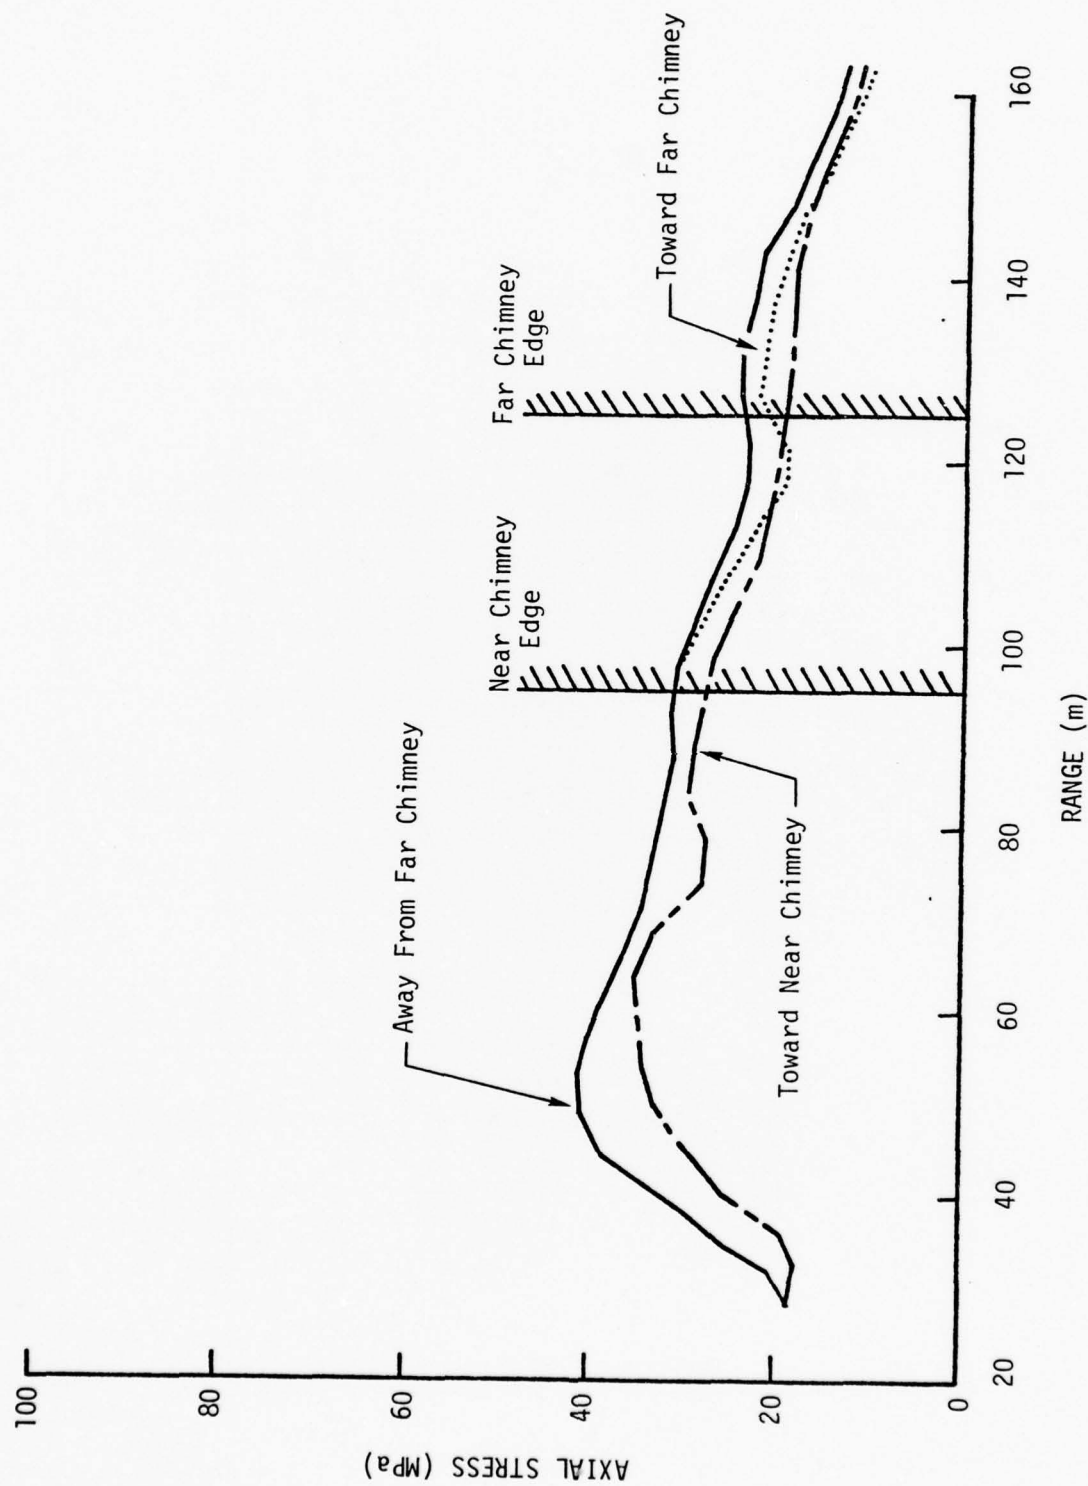 100
80
60
40
20
0
AXIAL STRESS (MPa)
20
40
60
80
100
120
140
160
RANGE (m)
Away From Far Chimney
Toward Near Chimney
Near Chimney
Edge
Far Chimney
Edge
Toward Far Chimney